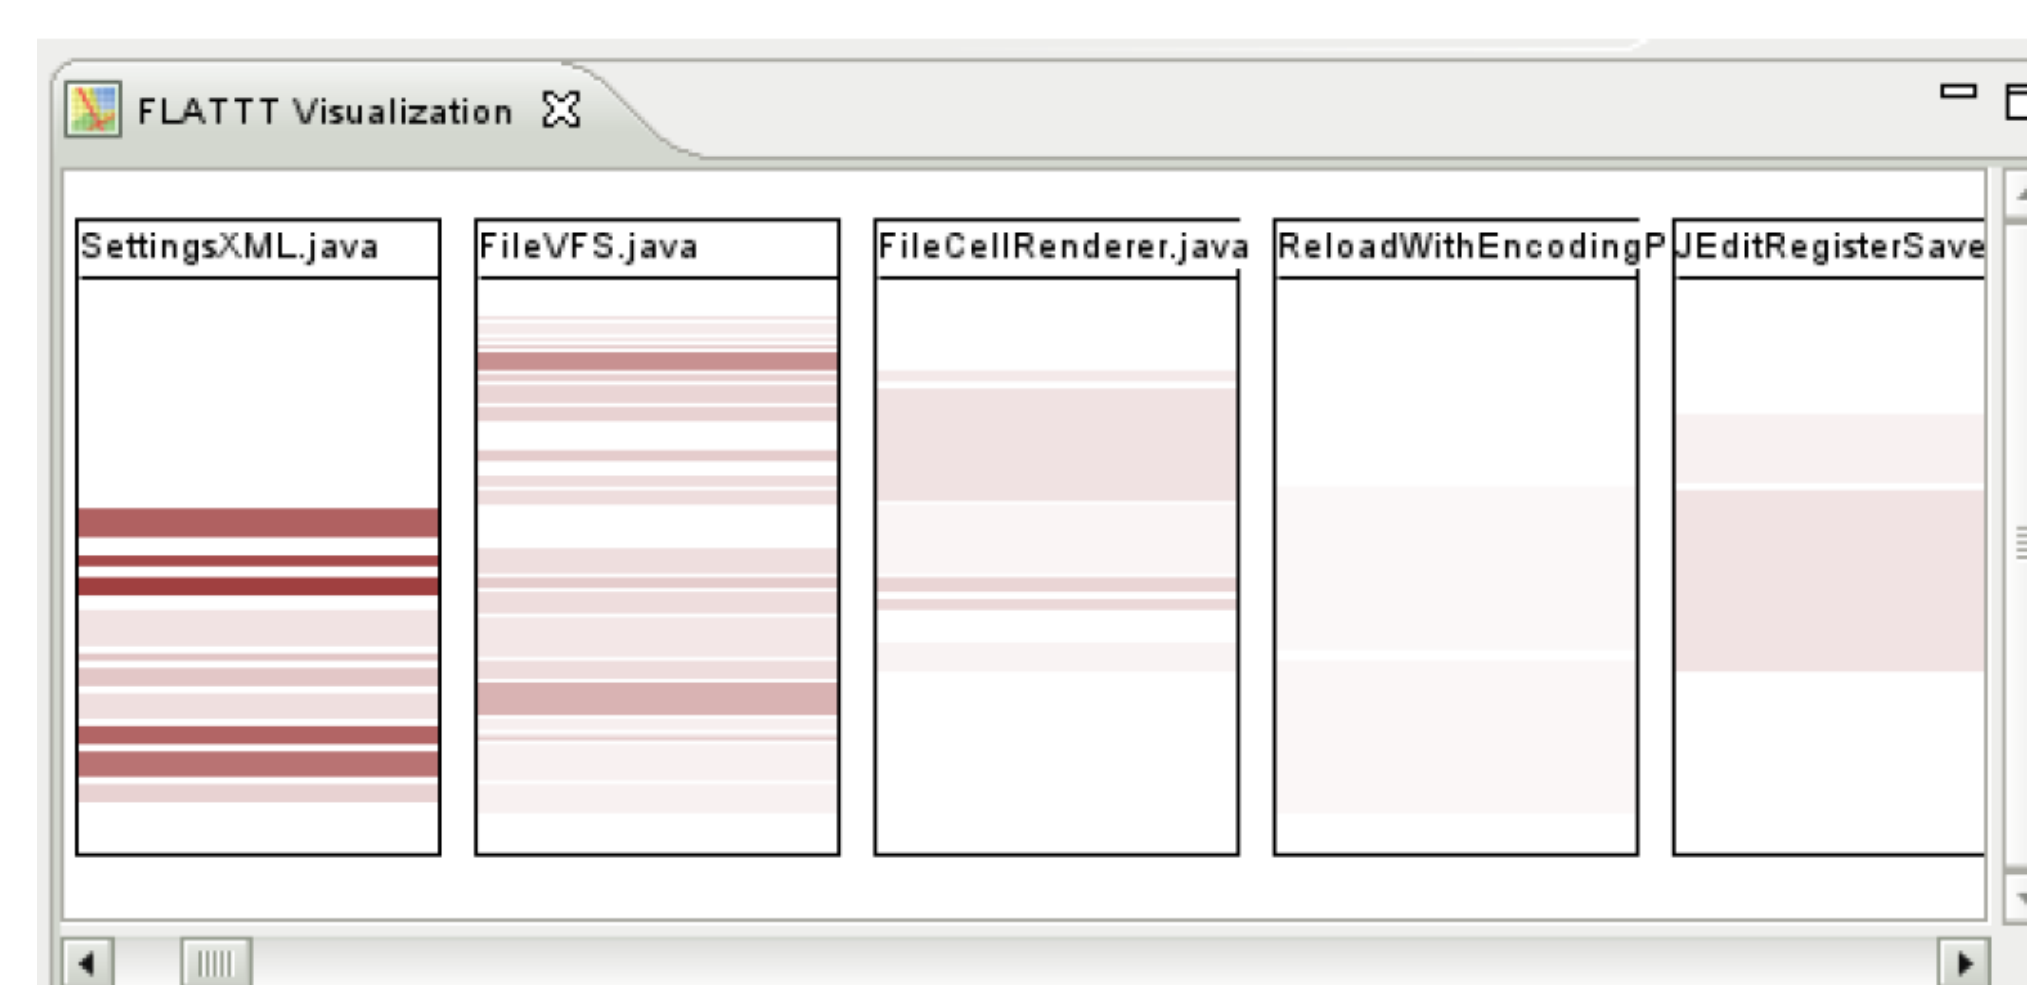 FLATTT Visualization
SettingsXML.java
FileVFS.java
FileCellRenderer.java
ReloadWithEncodingP
JEditRegisterSave